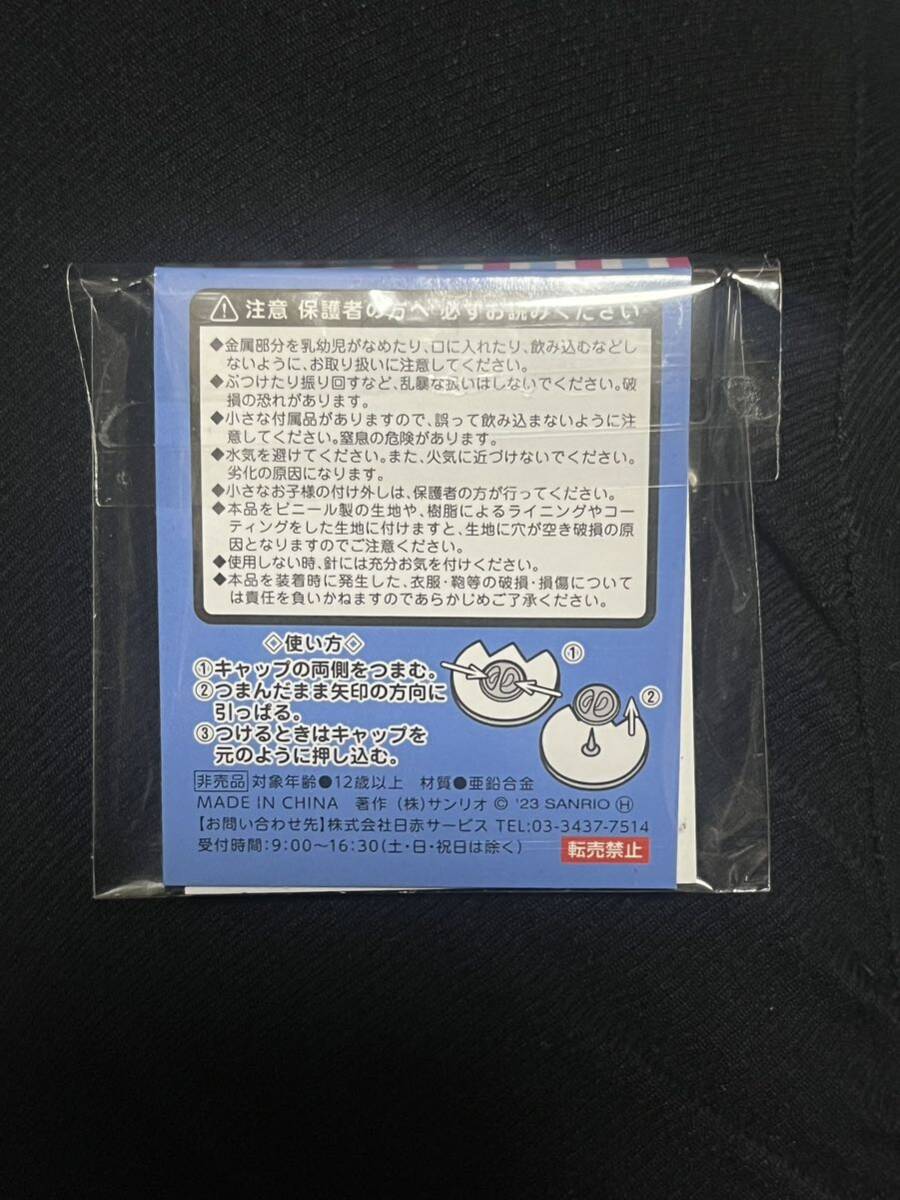 注意 保護者の方へ 必ずお読みください
◆金属部分を乳幼児がなめたり、口に入れたり、飲み込むなどし
ないように、お取り扱いに注意してください。
◆ぶつけたり振り回すなど、乱暴な扱いはしないでください。破
損の恐れがあります。
◆小さな付属品がありますので、誤って飲み込まないように注
意してください。窒息の危険があります。
◆水気を避けてください。また、火気に近づけないでください。
劣化の原因になります。
◆小さなお子様の付け外しは、保護者の方が行ってください。
◆本品をビニール製の生地や、樹脂によるライニングやコー
ティングをした生地に付けますと、生地に穴が空き破損の原
因となりますのでご注意ください。
◆使用しない時、針には充分お気を付けください。
◆本品を装着時に発生した、衣服・鞄等の破損・損傷については
は責任を負いかねますのであらかじめご了承ください。
◇使い方◇
①キャップの両側をつまむ。
②つまんだまま矢印の方向に
引っぱる。
③つけるときはキャップを
元のように押し込む。
①
②
非売品 対象年齢●12歳以上 材質●亜鉛合金
MADE IN CHINA 著作(株)サンリオ © '23 SANRIO Ⓗ
【お問い合わせ先】株式会社日赤サービス TEL:03-3437-7514
受付時間:9:00~16:30(土・日・祝日は除く)
転売禁止